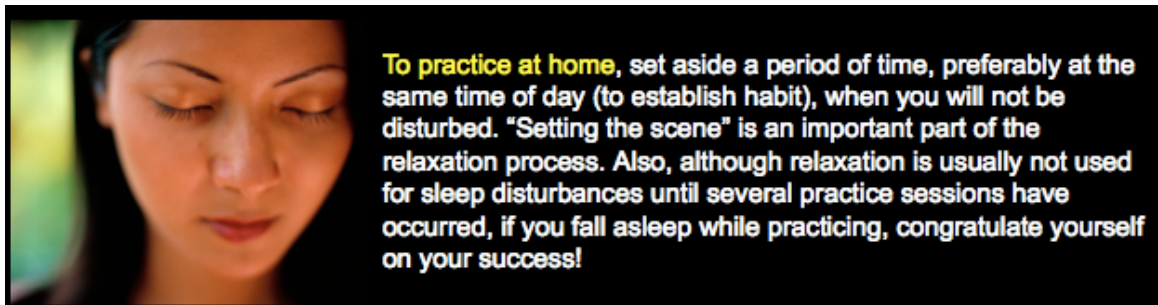 To practice at home, set aside a period of time, preferably at the
same time of day (to establish habit), when you will not be
disturbed. “Setting the scene” is an important part of the
relaxation process. Also, although relaxation is usually not used
for sleep disturbances until several practice sessions have
occurred, if you fall asleep while practicing, congratulate yourself
on your success!